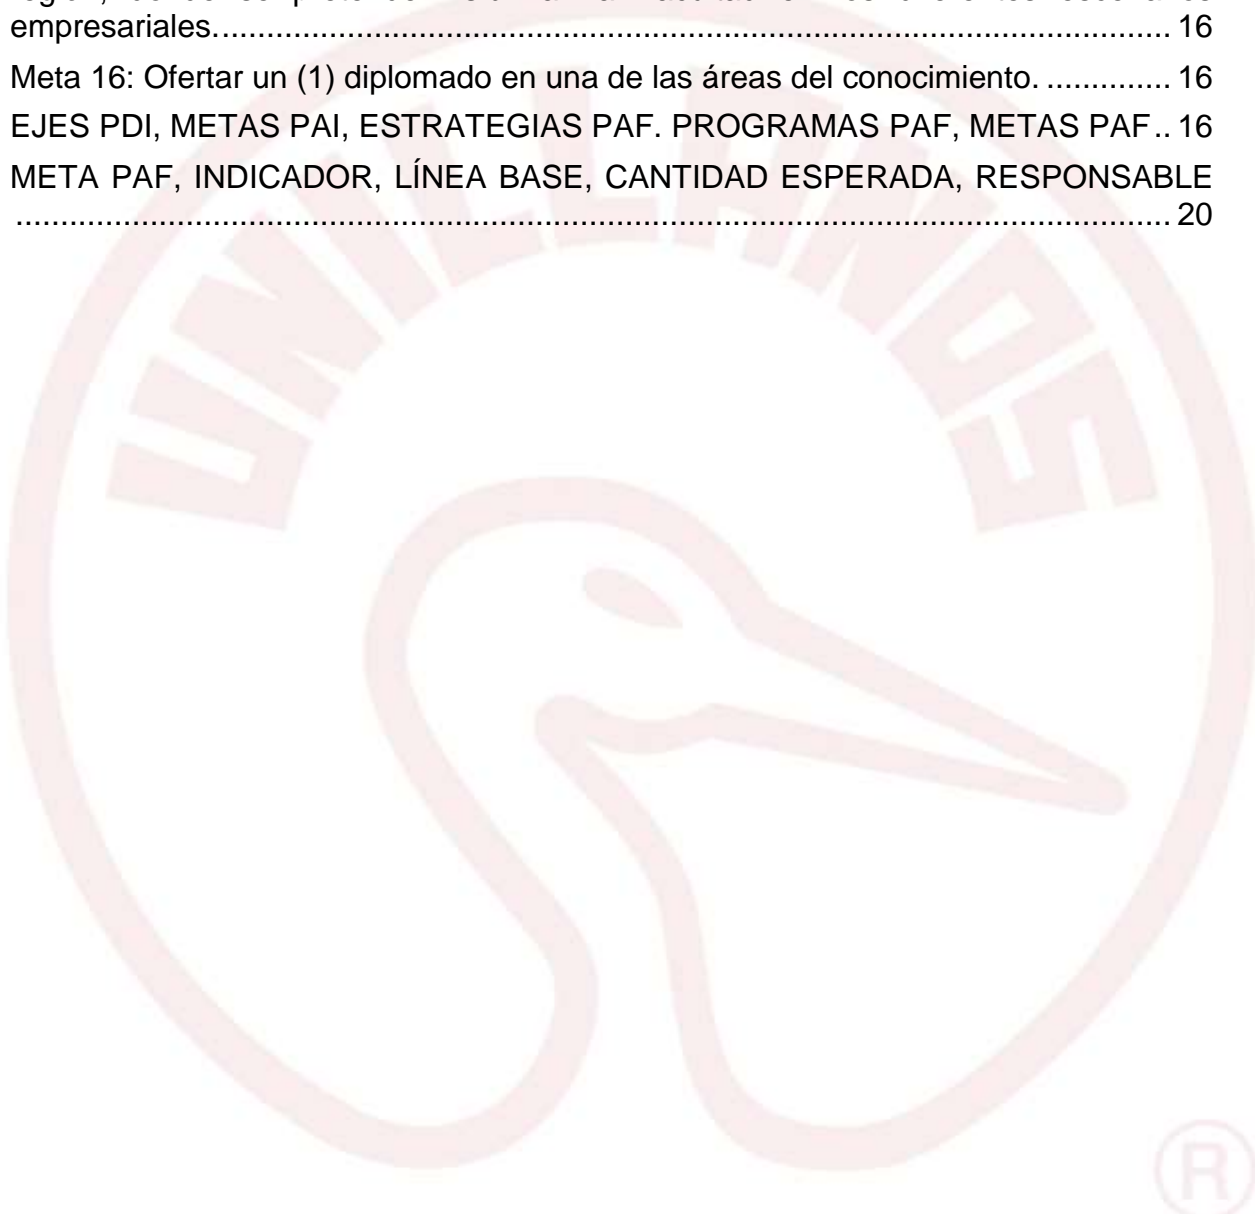 empresariales. 16
Meta 16: Ofertar un (1) diplomado en una de las áreas del conocimiento. .............. 16
EJES PDI, METAS PAI, ESTRATEGIAS PAF. PROGRAMAS PAF, METAS PAF.. 16
META PAF, INDICADOR, LÍNEA BASE, CANTIDAD ESPERADA, RESPONSABLE
................................................................................................................................. 20
UNILLANOS
®